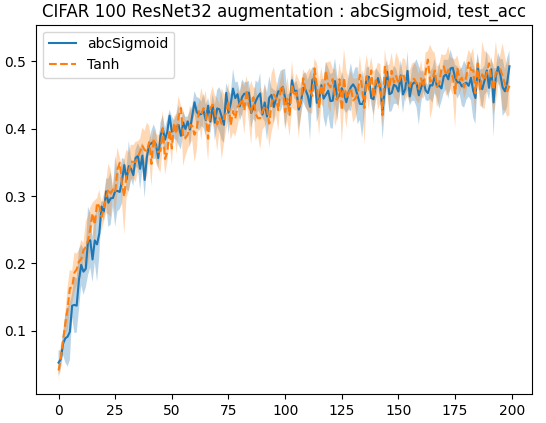 CIFAR 100 ResNet32 augmentation : abcSigmoid, test_acc
abcSigmoid
Tanh
0.5
0.4
0.3
0.2
0.1
0 25 50 75 100 125 150 175 200